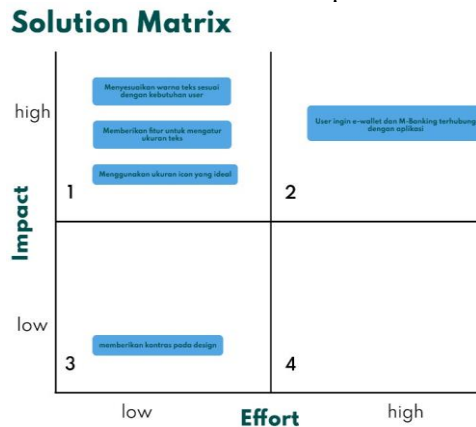 Solution Matrix
high
Menyesuaikan warna teks sesuai
dengan kebutuhan user
Memberikan fitur untuk mengatur
ukuran teks
Menggunakan ukuran icon yang ideal
1
User ingin e-wallet dan M-Banking terhubung
dengan aplikasi
2
Impact
low
memberikan kontras pada design
3
4
low
Effort
high